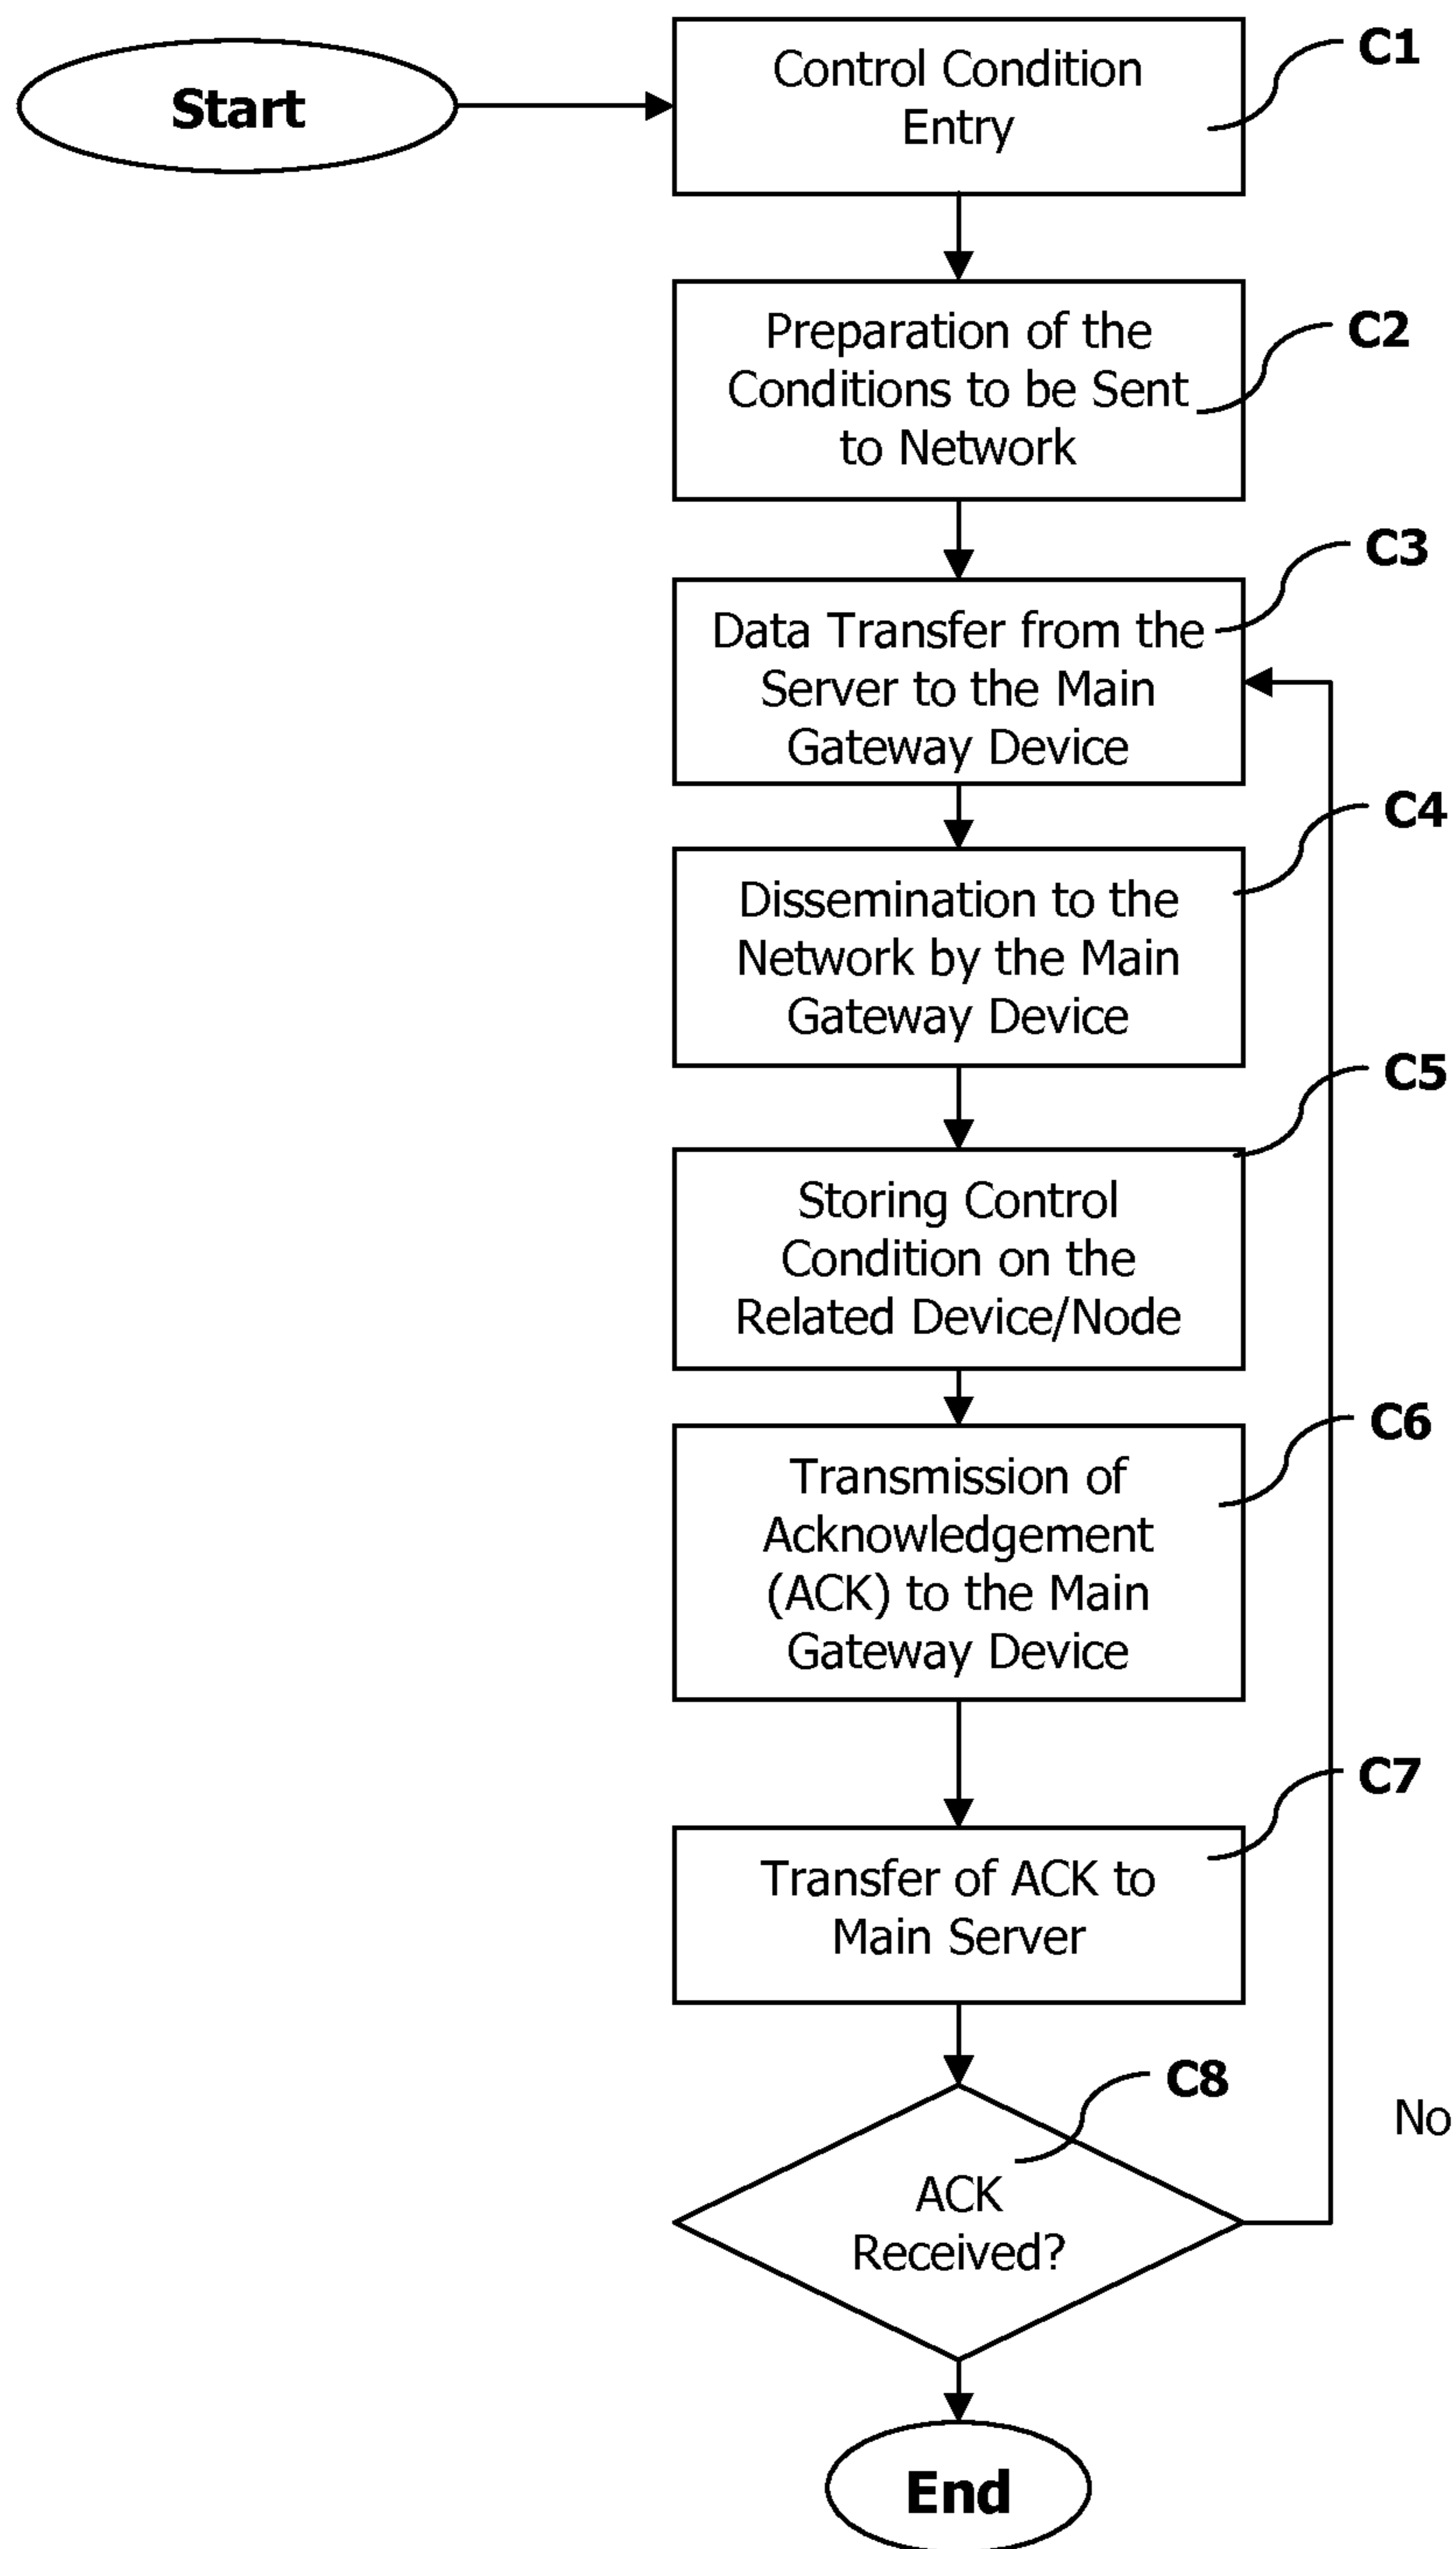 Start
Control Condition
Entry
C1
Preparation of the
Conditions to be Sent
to Network
C2
Data Transfer from the
Server to the Main
Gateway Device
C3
Dissemination to the
Network by the Main
Gateway Device
C4
Storing Control
Condition on the
Related Device/Node
C5
Transmission of
Acknowledgement
(ACK) to the Main
Gateway Device
C6
Transfer of ACK to
Main Server
C7
ACK
Received?
C8
No
End